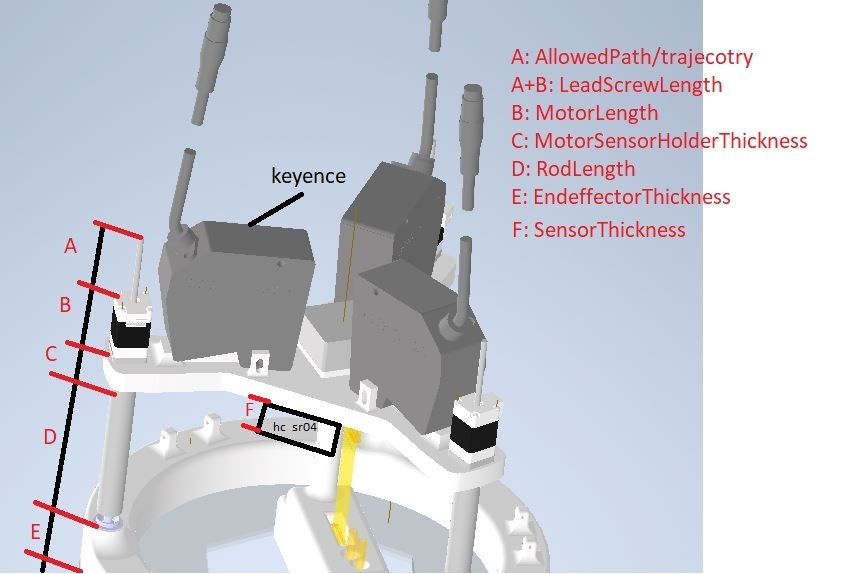 A: AllowedPath/trajecotry
A+B: LeadScrewLength
B: MotorLength
C: MotorSensorHolderThickness
D: RodLength
E: EndeffectorThickness
F: SensorThickness
keyence
A
B
C
F
hc sr04
D
E